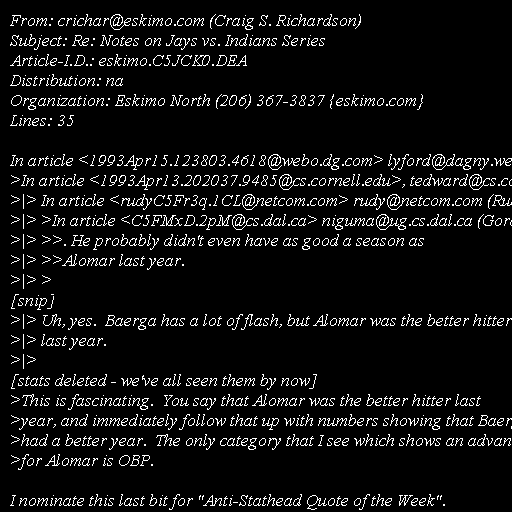 From: crichar@eskimo.com (Craig S. Richardson)
Subject: Re: Notes on Jays vs. Indians Series
Article-I.D.: eskimo.C5JCK0.DEA
Distribution: na
Organization: Eskimo North (206) 367-3837 {eskimo.com}
Lines: 35

In article <1993Apr15.123803.4618@webo.dg.com> lyford@dagny.we
>In article <1993Apr13.202037.9485@cs.cornell.edu>, tedward@cs.co
>|> In article <rudyC5Fr3q.1CL@netcom.com> rudy@netcom.com (Ru
>|> >In article <C5FMxD.2pM@cs.dal.ca> niguma@ug.cs.dal.ca (Gord
>|> >>. He probably didn't even have as good a season as
>|> >>Alomar last year.
>|> >
[snip]
>|> Uh, yes.  Baerga has a lot of flash, but Alomar was the better hitter
>|> last year.
>|>
[stats deleted - we've all seen them by now]
>This is fascinating.  You say that Alomar was the better hitter last
>year, and immediately follow that up with numbers showing that Baerg
>had a better year.  The only category that I see which shows an advan
>for Alomar is OBP.

I nominate this last bit for "Anti-Stathead Quote of the Week".